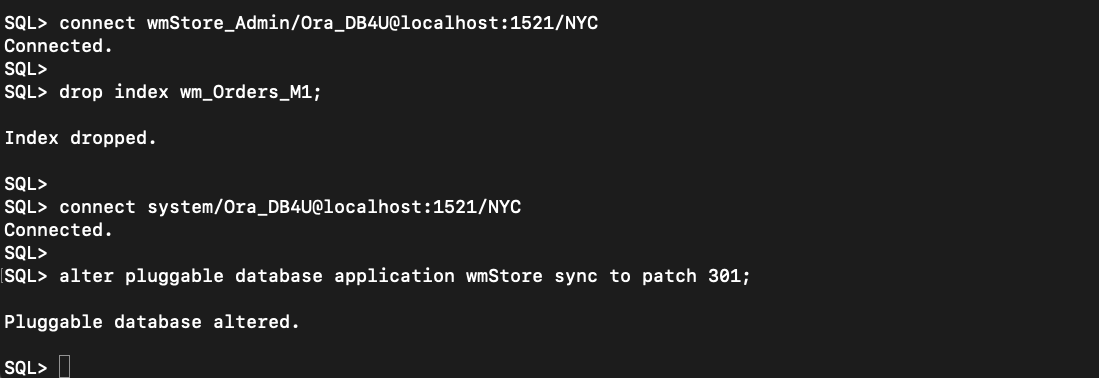 SQL> connect wmStore_Admin/Ora_DB4U@localhost:1521/NYC
Connected.
SQL>
SQL> drop index wm_Orders_M1;
Index dropped.
SQL>
SQL> connect system/Ora_DB4U@localhost:1521/NYC
Connected.
SQL>
SQL> alter pluggable database application wmStore sync to patch 301;
Pluggable database altered.
SQL>